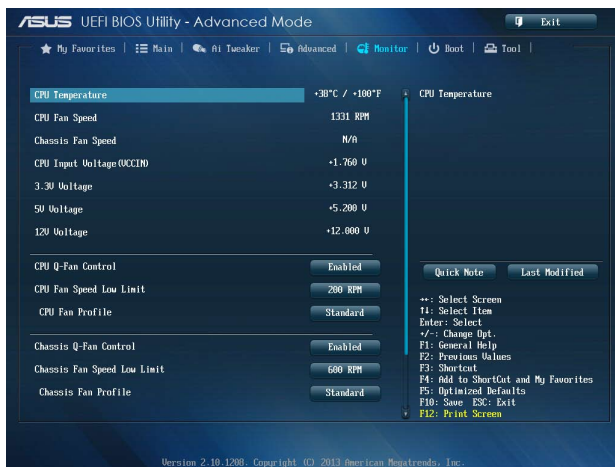 ASUS UEFI BIOS Utility - Advanced Mode
Exit
My Favorites | Main | Ai Tweaker | Advanced | Monitor | Boot | Tool |
CPU Temperature +38°C / +100°F
CPU Temperature
CPU Fan Speed 1331 RPM
Chassis Fan Speed N/A
CPU Input Voltage(VCCIN) +1.760 V
3.3V Voltage +3.312 V
5V Voltage +5.200 V
12V Voltage +12.000 V
CPU Q-Fan Control Enabled
CPU Fan Speed Low Limit 200 RPM
CPU Fan Profile Standard
Chassis Q-Fan Control Enabled
Chassis Fan Speed Low Limit 600 RPM
Chassis Fan Profile Standard
Quick Note Last Modified
→←: Select Screen
↑↓: Select Item
Enter: Select
+/-: Change Opt.
F1: General Help
F2: Previous Values
F3: Shortcut
F4: Add to ShortCut and My Favorites
F5: Optimized Defaults
F10: Save ESC: Exit
F12: Print Screen
Version 2.10.1208. Copyright (C) 2013 American Megatrends, Inc.